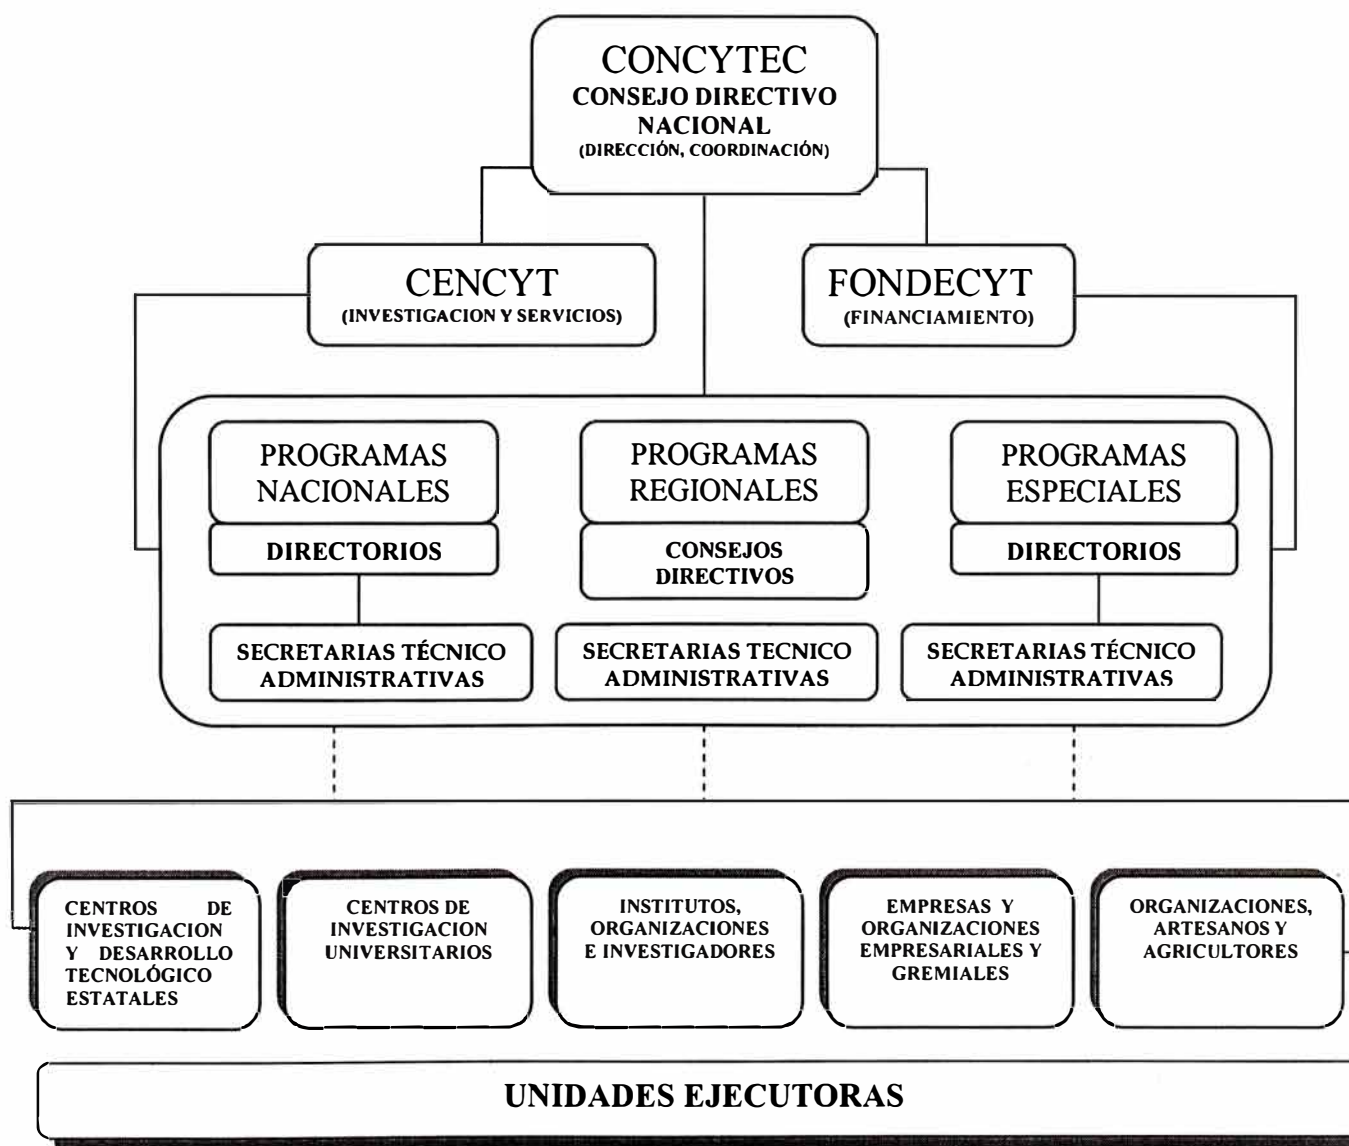 CONCYTEC
CONSEJO DIRECTIVO
NACIONAL
(DIRECCIÓN, COORDINACIÓN)
CENCYT
(INVESTIGACION Y SERVICIOS)
FONDECYT
(FINANCIAMIENTO)
PROGRAMAS
NACIONALES
DIRECTORIOS
SECRETARIAS TÉCNICO
ADMINISTRATIVAS
PROGRAMAS
REGIONALES
CONSEJOS
DIRECTIVOS
SECRETARIAS TECNICO
ADMINISTRATIVAS
PROGRAMAS
ESPECIALES
DIRECTORIOS
SECRETARIAS TÉCNICO
ADMINISTRATIVAS
CENTROS DE
INVESTIGACION
Y DESARROLLO
TECNOLÓGICO
ESTATALES
CENTROS DE
INVESTIGACION
UNIVERSITARIOS
INSTITUTOS,
ORGANIZACIONES
E INVESTIGADORES
EMPRESAS Y
ORGANIZACIONES
EMPRESARIALES Y
GREMIALES
ORGANIZACIONES,
ARTESANOS Y
AGRICULTORES
UNIDADES EJECUTORAS